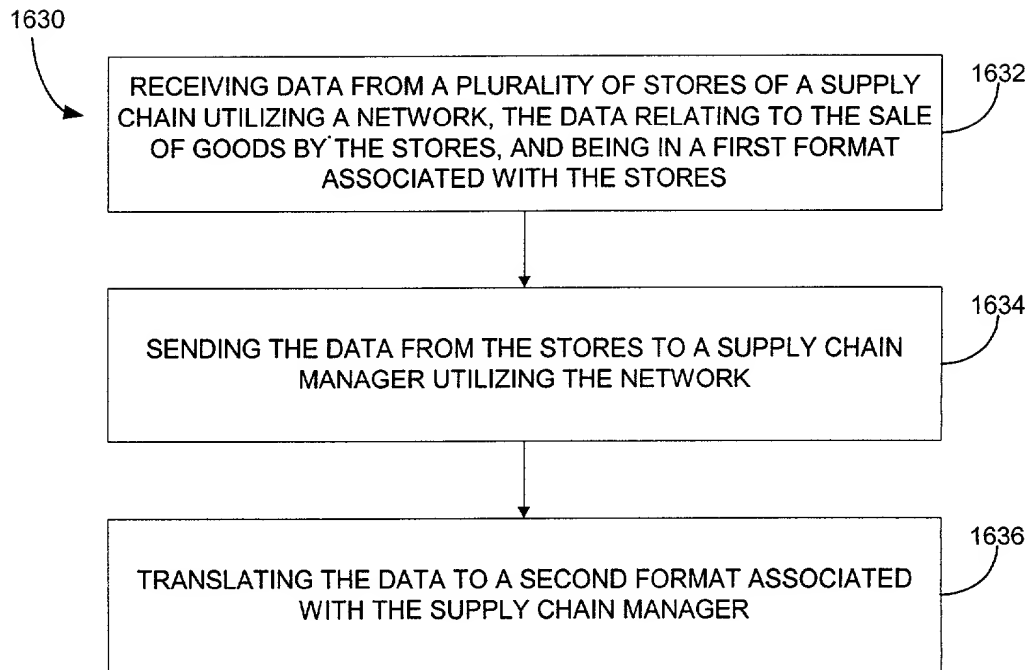 1630
RECEIVING DATA FROM A PLURALITY OF STORES OF A SUPPLY
CHAIN UTILIZING A NETWORK, THE DATA RELATING TO THE SALE
OF GOODS BY THE STORES, AND BEING IN A FIRST FORMAT
ASSOCIATED WITH THE STORES
1632
SENDING THE DATA FROM THE STORES TO A SUPPLY CHAIN
MANAGER UTILIZING THE NETWORK
1634
TRANSLATING THE DATA TO A SECOND FORMAT ASSOCIATED
WITH THE SUPPLY CHAIN MANAGER
1636